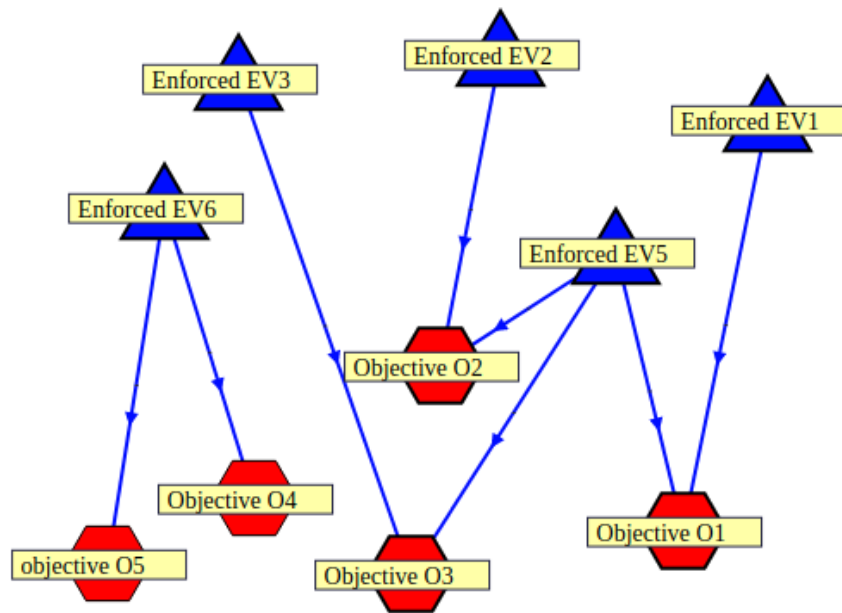 Enforced EV3
Enforced EV2
Enforced EV1
Enforced EV6
Enforced EV5
Objective O2
Objective O4
Objective O1
objective O5
Objective O3